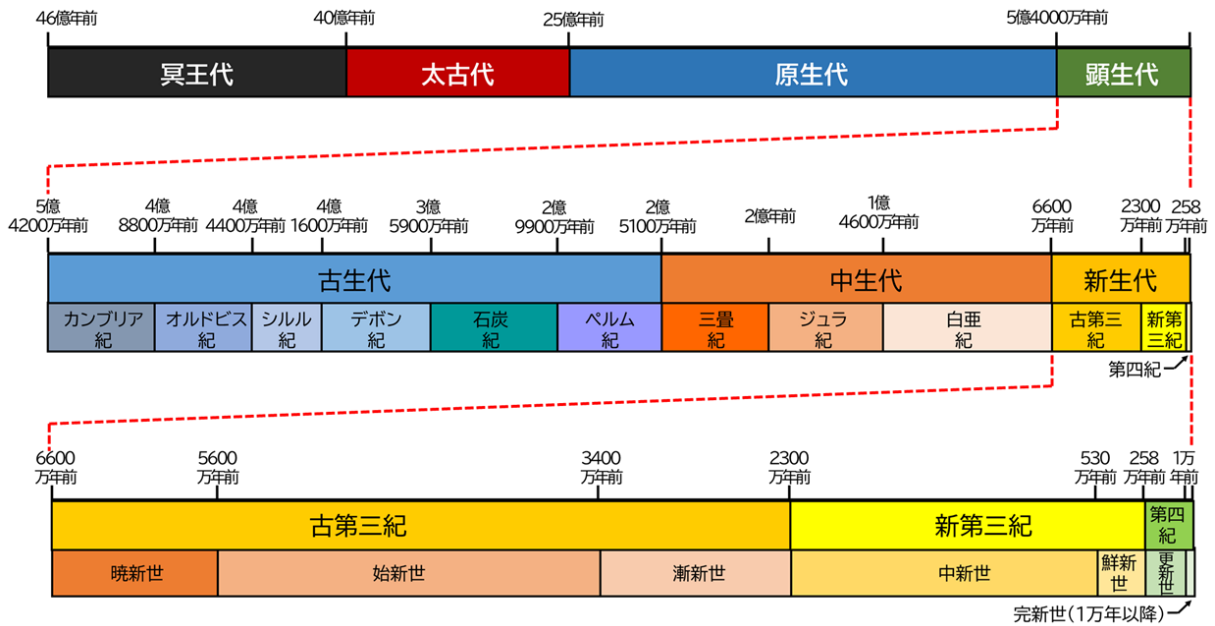 46億年前
40億年前
25億年前
5億4000万年前
冥王代
太古代
原生代
顕生代
5億
4200万年前
4億
8800万年前
4億
4400万年前
4億
1600万年前
3億
5900万年前
2億
9900万年前
2億
5100万年前
2億年前
1億
4600万年前
6600
万年前
2300
万年前
258
万年前
古生代
中生代
新生代
カンブリア
紀
オルドビス
紀
シルル
紀
デボン
紀
石炭
紀
ペルム
紀
三畳
紀
ジュラ
紀
白亜
紀
古第三
紀
新第
三紀
第四紀
6600
万年前
5600
万年前
3400
万年前
2300
万年前
530
万年前
258
万年前
1万
年前
古第三紀
新第三紀
第四
紀
暁新世
始新世
漸新世
中新世
鮮新
世
更新世
完新世(1万年以降)